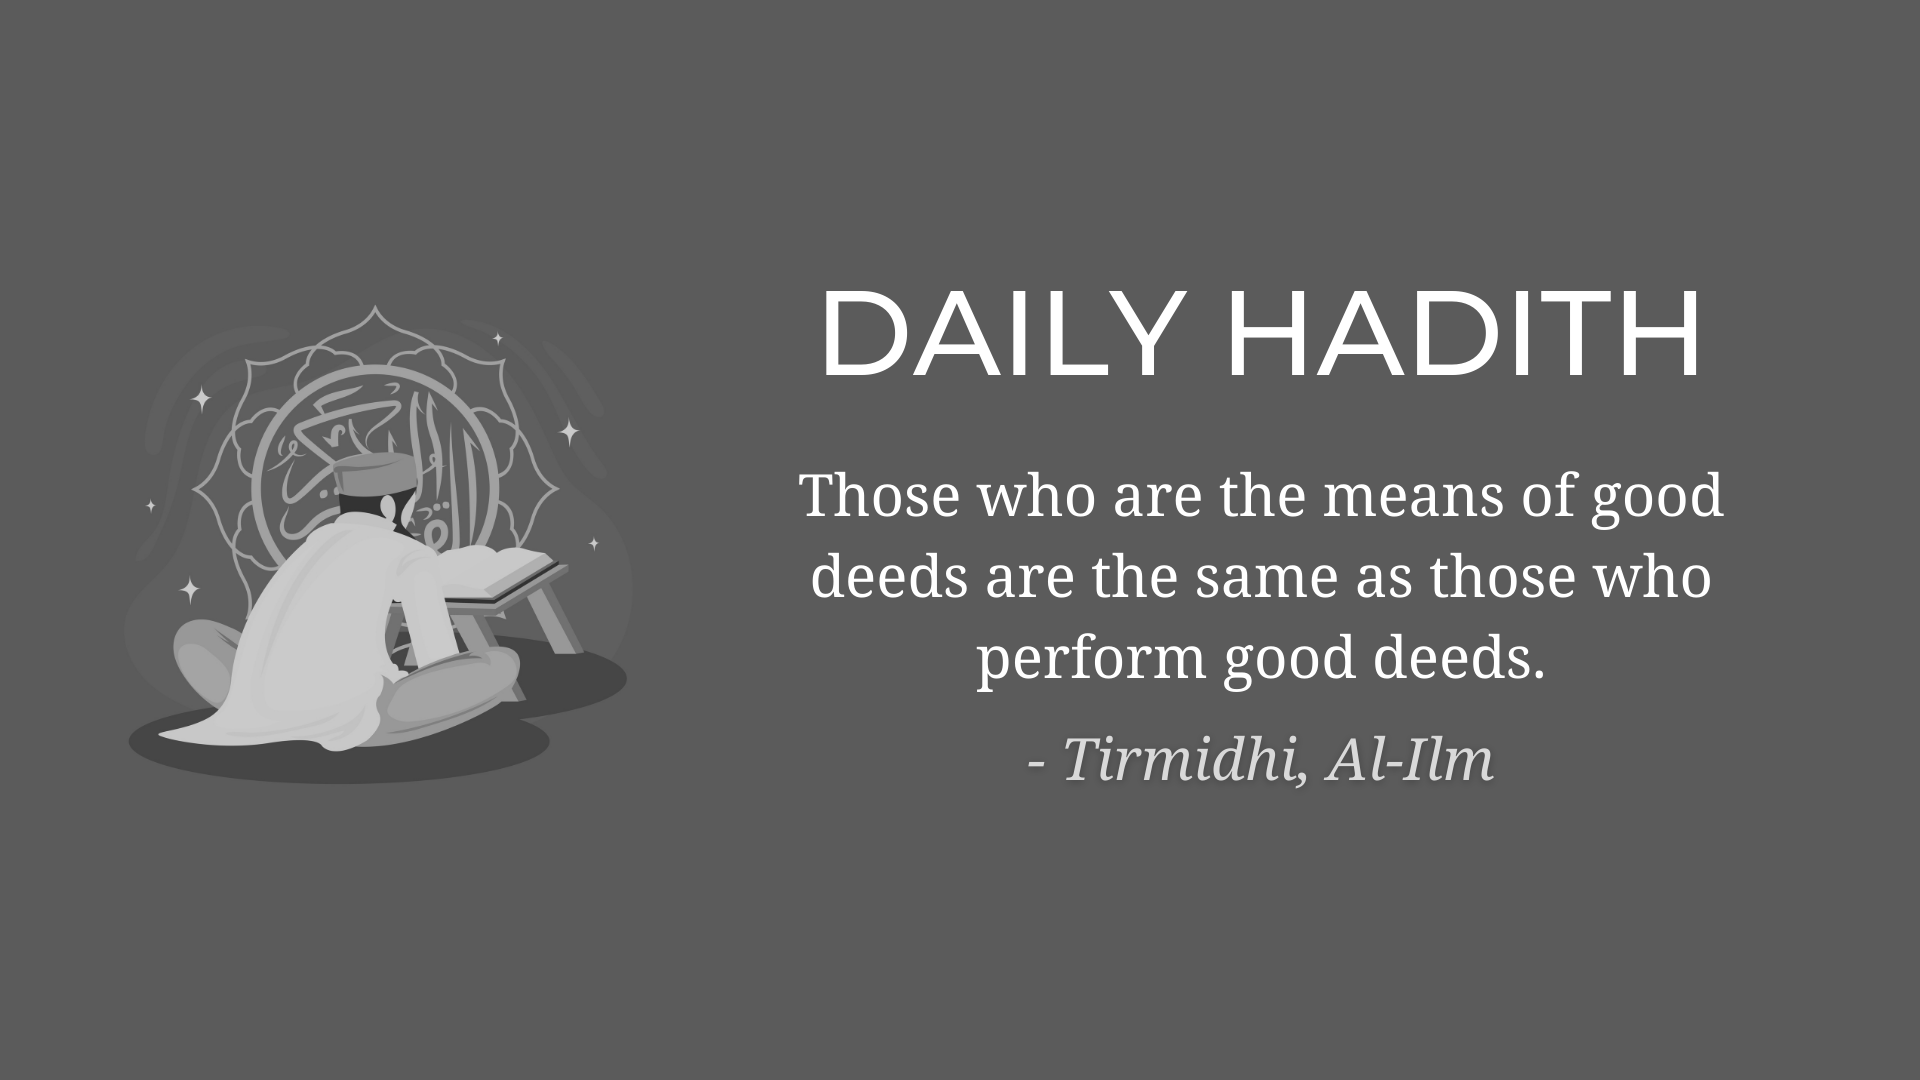 DAILY HADITH
Those who are the means of good
deeds are the same as those who
perform good deeds.
- Tirmidhi, Al-Ilm